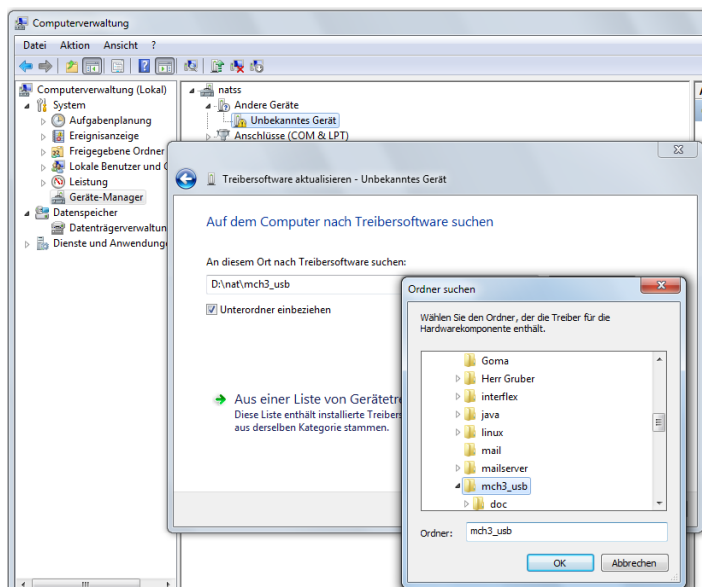 Computerverwaltung
Datei Aktion Ansicht ?
Computerverwaltung (Lokal)
System
Aufgabenplanung
Ereignisanzeige
Freigegebene Ordner
Lokale Benutzer und
Leistung
Geräte-Manager
Datenspeicher
Datenträgerverwaltun
Dienste und Anwendung
natss
Andere Geräte
Unbekanntes Gerät
Anschlüsse (COM & LPT)
A
Treibersoftware aktualisieren - Unbekanntes Gerät
Auf dem Computer nach Treibersoftware suchen
An diesem Ort nach Treibersoftware suchen:
D:\nat\mch3_usb
Unterordner einbeziehen
Aus einer Liste von Gerätetr
Diese Liste enthält installierte Treibers
aus derselben Kategorie stammen.
Ordner suchen
Wählen Sie den Ordner, der die Treiber für die
Hardwarekomponente enthält.
Goma
Herr Gruber
interflex
java
linux
mail
mailserver
mch3_usb
doc
Ordner: mch3_usb
OK Abbrechen